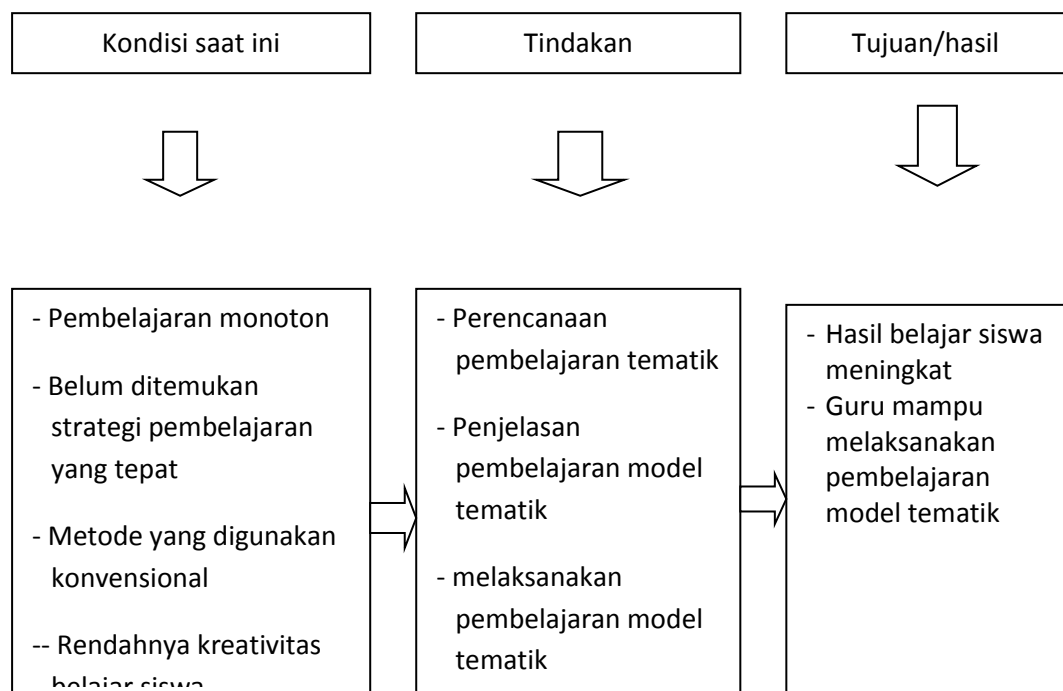 Kondisi saat ini
Tindakan
Tujuan/hasil
- Pembelajaran monoton
- Belum ditemukan
strategi pembelajaran
yang tepat
- Metode yang digunakan
konvensional
-- Rendahnya kreativitas
belajar siswa
- Perencanaan
pembelajaran tematik
- Penjelasan
pembelajaran model
tematik
- melaksanakan
pembelajaran model
tematik
- Hasil belajar siswa
meningkat
- Guru mampu
melaksanakan
pembelajaran
model tematik